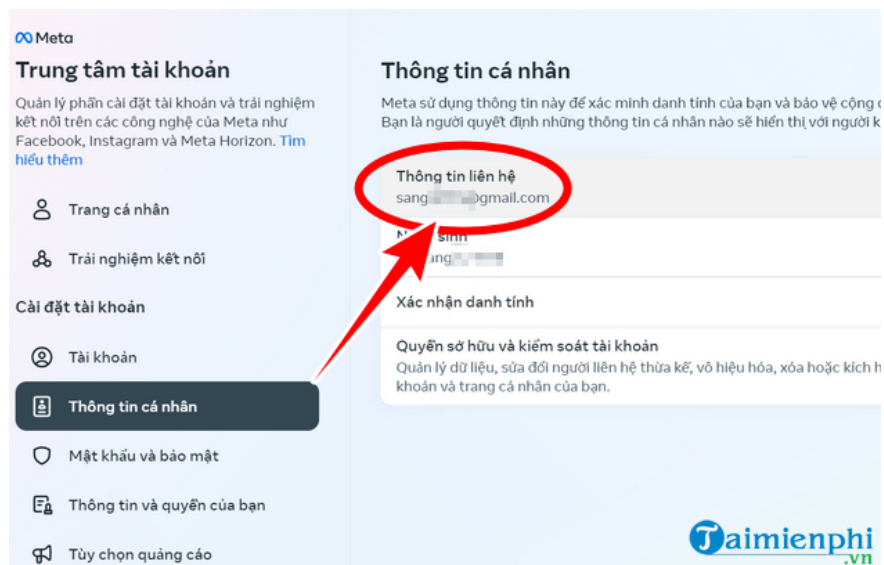 Meta
Trung tâm tài khoản
Quản lý phần cài đặt tài khoản và trải nghiệm
kết nối trên các công nghệ của Meta như
Facebook, Instagram và Meta Horizon. Tìm
hiểu thêm
Trang cá nhân
Trải nghiệm kết nối
Cài đặt tài khoản
Tài khoản
Thông tin cá nhân
Mật khẩu và bảo mật
Thông tin và quyền của bạn
Tùy chọn quảng cáo
Thông tin cá nhân
Meta sử dụng thông tin này để xác minh danh tính của bạn và bảo vệ cộng
Bạn là người quyết định những thông tin cá nhân nào sẽ hiển thị với người
Thông tin liên hệ
sang gmail.com
sinh
Xác nhận danh tính
Quyền sở hữu và kiểm soát tài khoản
Quản lý dữ liệu, sửa đổi người liên hệ thừa kế, vô hiệu hóa, xóa hoặc kích
khoản và trang cá nhân của bạn.
Taimienphi
.vn